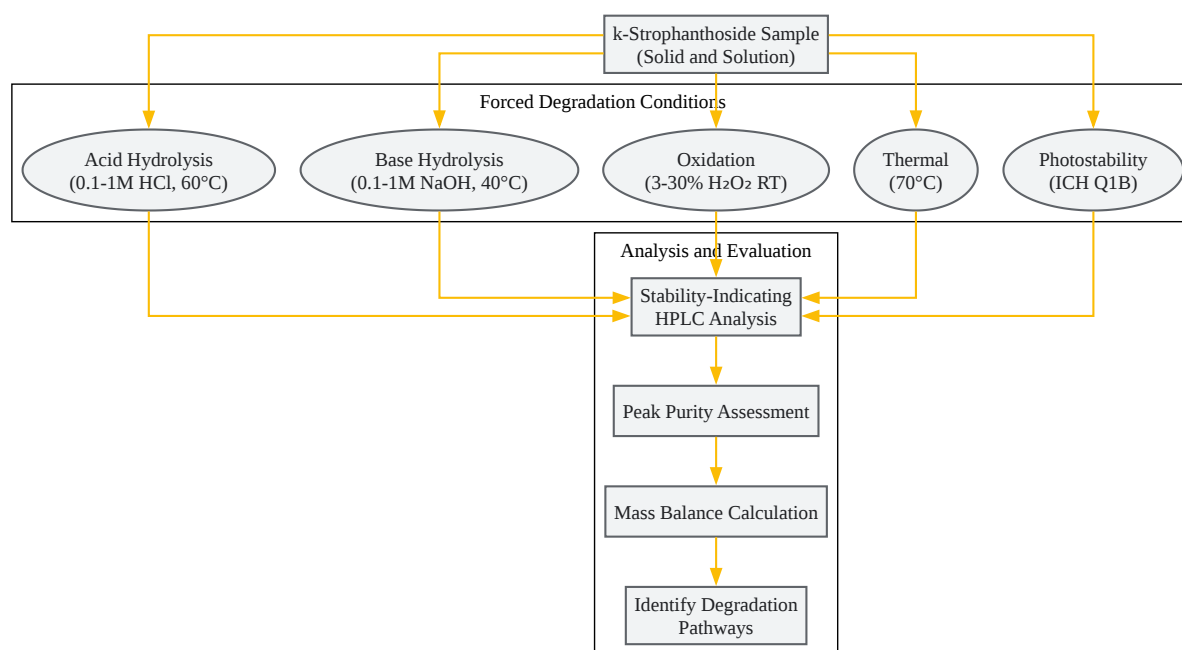 k-Strophanthoside Sample
(Solid and Solution)
Forced Degradation Conditions
Acid Hydrolysis
(0.1-1M HCl, 60°C)
Base Hydrolysis
(0.1-1M NaOH, 40°C)
Oxidation
(3-30% H₂O₂ RT)
Thermal
(70°C)
Photostability
(ICH Q1B)
Analysis and Evaluation
Stability-Indicating
HPLC Analysis
Peak Purity Assessment
Mass Balance Calculation
Identify Degradation
Pathways